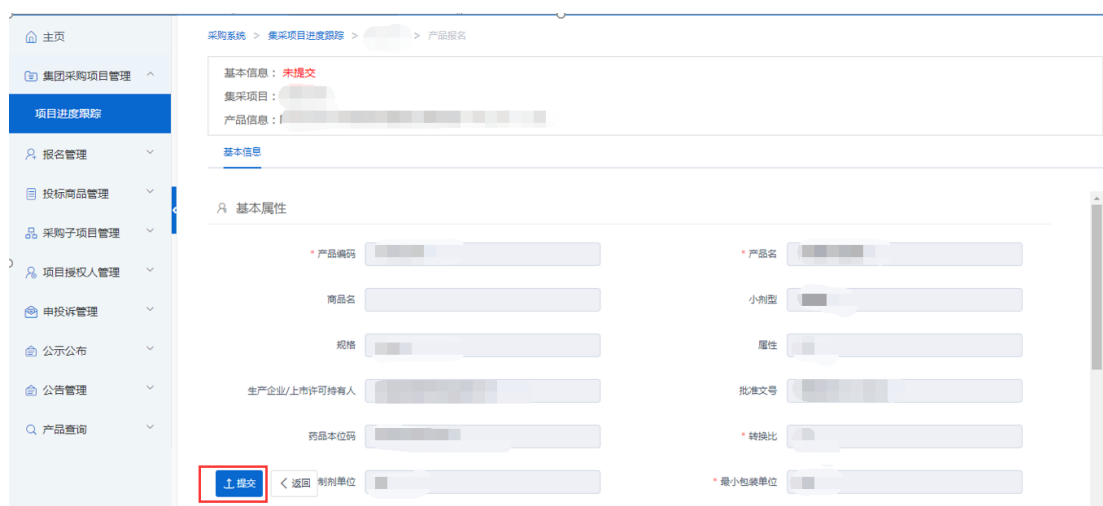 主页
集团采购项目管理
项目进度跟踪
报名管理
投标商品管理
采购子项目管理
项目授权人管理
申投诉管理
公示公布
公告管理
产品查询
采购系统 > 集采项目进度跟踪 > > 产品报名
基本信息：未提交
集采项目：
产品信息：
基本信息
基本属性
* 产品编码 * 产品名
商品名 小剂型
规格 属性
生产企业/上市许可持有人 批准文号
药品本位码 * 转换比
提交 返回 制剂单位 * 最小包装单位